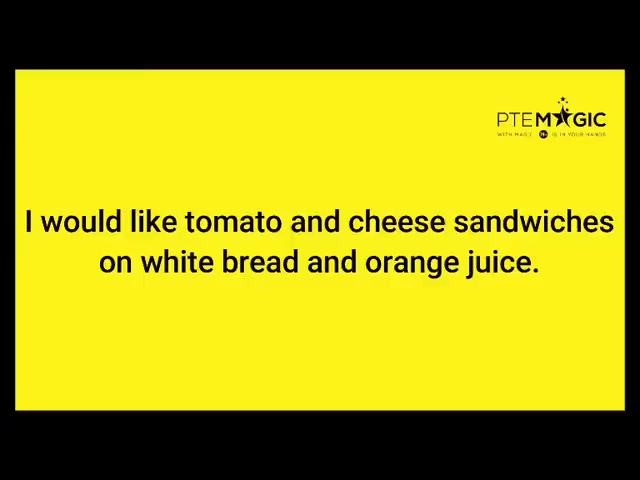 PTEMAGIC
I would like tomato and cheese sandwiches
on white bread and orange juice.